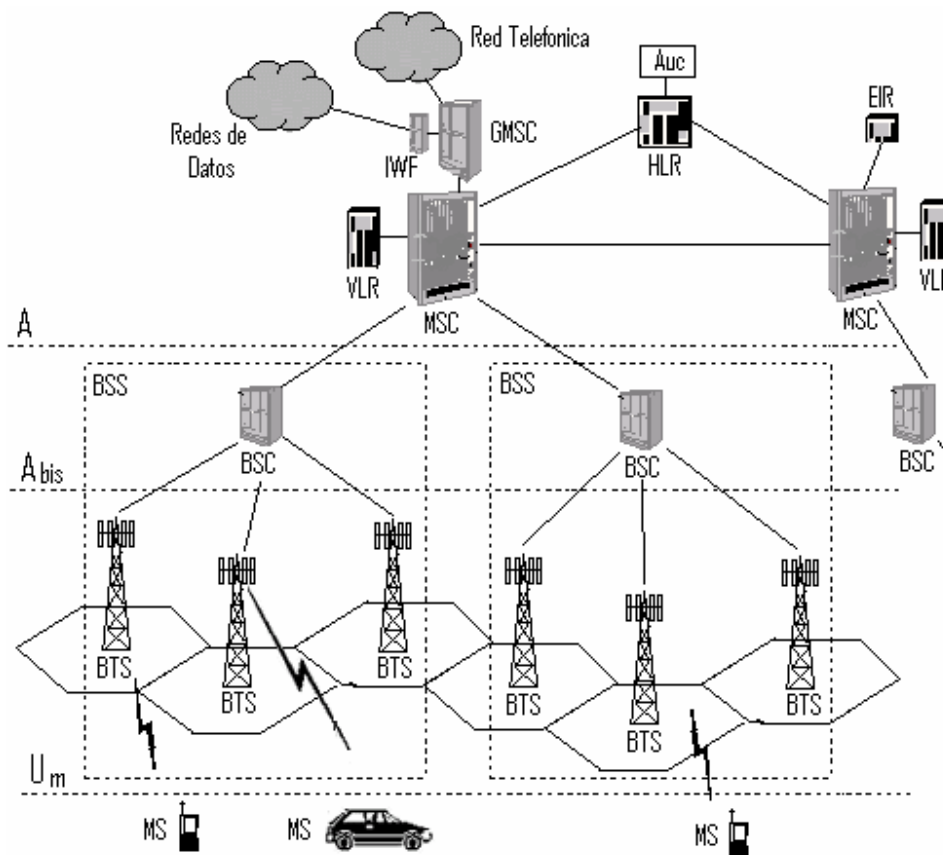 Red Telefonica
Auc
EIR
Redes de
Datos
IWF
GMSC
HLR
VLR
MSC
MSC
A
BSS
BSS
BSC
BSC
BSC
A bis
BTS
BTS
BTS
BTS
BTS
BTS
U m
MS
MS
MS